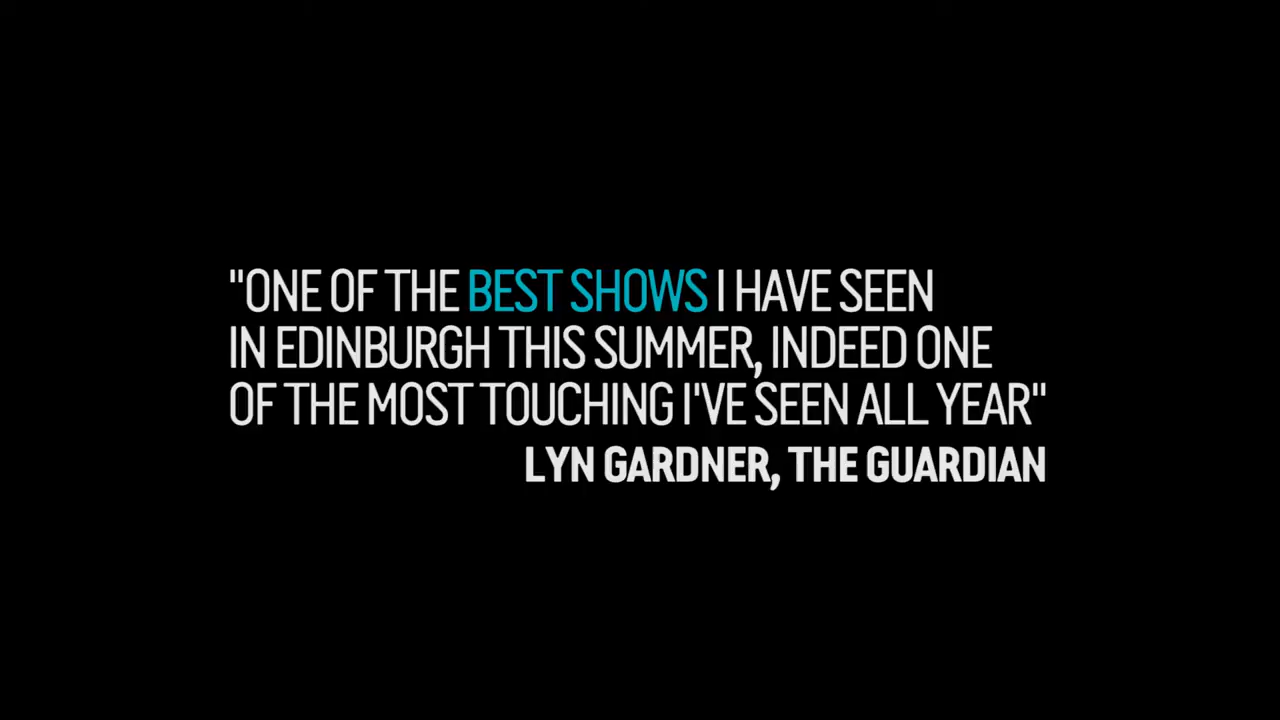 "ONE OF THE BEST SHOWS I HAVE SEEN
IN EDINBURGH THIS SUMMER, INDEED ONE
OF THE MOST TOUCHING I'VE SEEN ALL YEAR"
LYN GARDNER, THE GUARDIAN